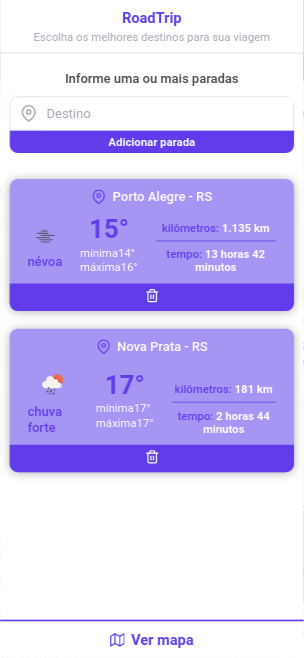 RoadTrip
Escolha os melhores destinos para sua viagem
Informe uma ou mais paradas
Destino
Adicionar parada
Porto Alegre - RS
névoa
15°
mínima14°
máxima16°
kilômetros: 1.135 km
tempo: 13 horas 42
minutos
Nova Prata - RS
chuva
forte
17°
mínima17°
máxima17°
kilômetros: 181 km
tempo: 2 horas 44
minutos
Ver mapa